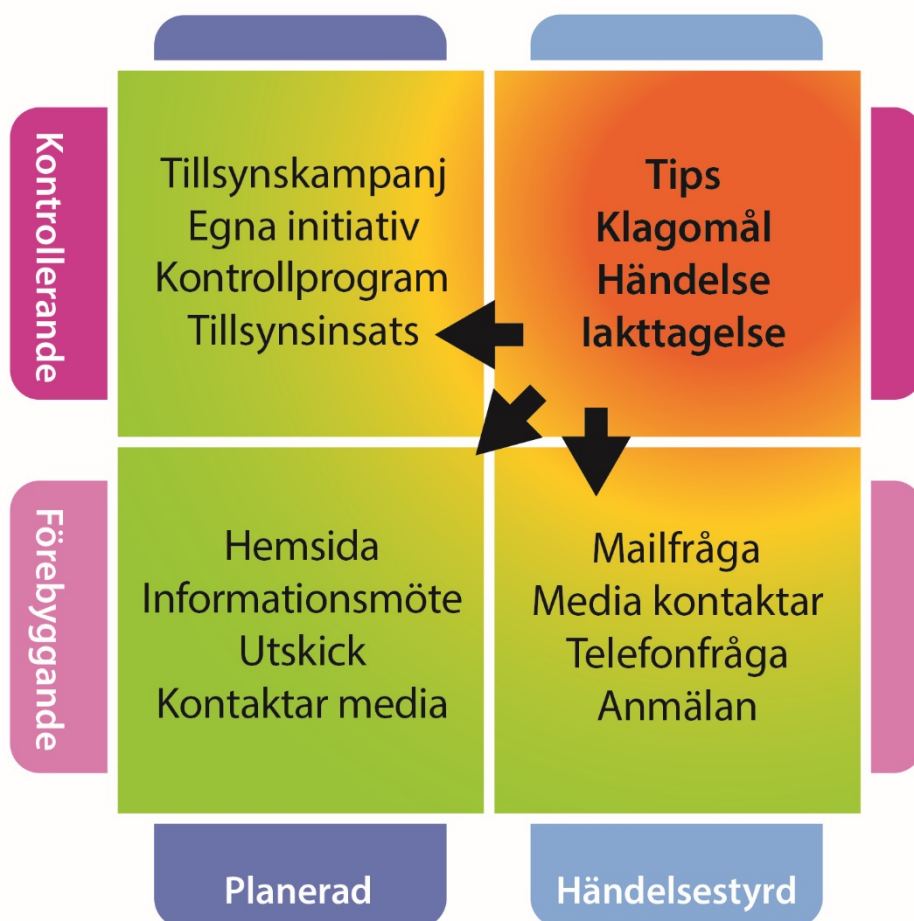 Kontrollerande
Tillsynskampanj
Egna initiativ
Kontrollprogram
Tillsynsinsats
Tips
Klagomål
Händelse
Iakttagelse
Förebyggande
Hemsida
Informationsmöte
Utskick
Kontaktar media
Mailfråga
Media kontaktar
Telefonfråga
Anmälan
Planerad
Händelsestyrd